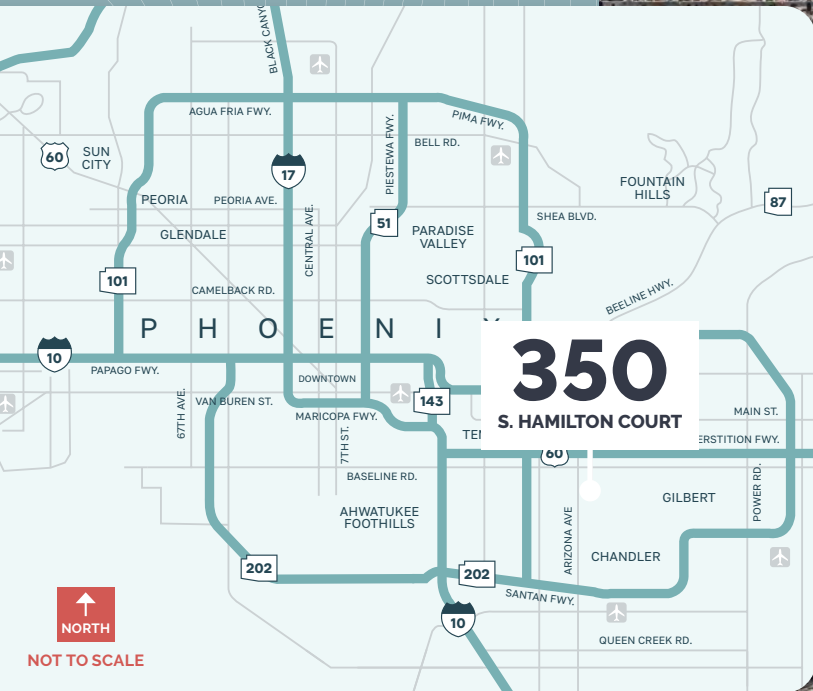 BLACK CANYO
AGUA FRIA FWY.
PIMA FWY.
PIESTEWA FWY.
BELL RD.
60
SUN
CITY
17
FOUNTAIN
HILLS
87
PEORIA
PEORIA AVE.
CENTRAL AVE.
51
SHEA BLVD.
GLENDALE
PARADISE
VALLEY
101
101
SCOTTSDALE
CAMELBACK RD.
BEELINE HWY.
PHOENIX
10
PAPAGO FWY.
DOWNTOWN
350
S. HAMILTON COURT
67TH AVE.
VAN BUREN ST.
143
MARICOPA FWY.
MAIN ST.
7TH ST.
TEM
ERSTITION FWY.
60
BASELINE RD.
POWER RD.
GILBERT
AHWATUKEE
FOOTHILLS
ARIZONA AVE
CHANDLER
202
202
SANTAN FWY.
10
NORTH
QUEEN CREEK RD.
NOT TO SCALE